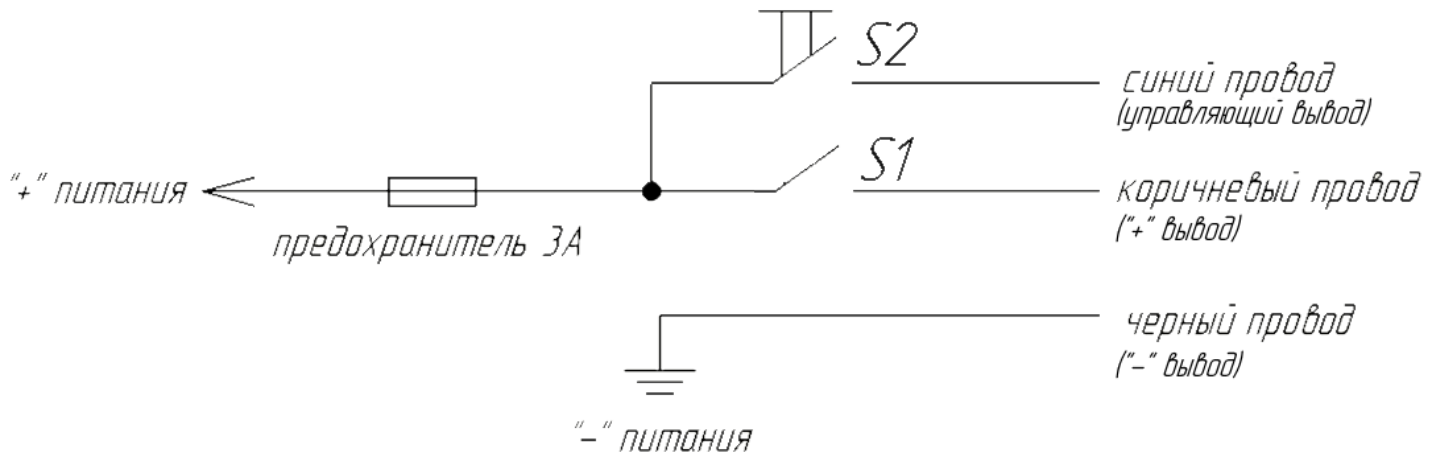 S2
синий провод
(управляющий вывод)
S1
"+" питания
коричневый провод
("+" вывод)
предохранитель 3А
черный провод
("-" вывод)
"-" питания